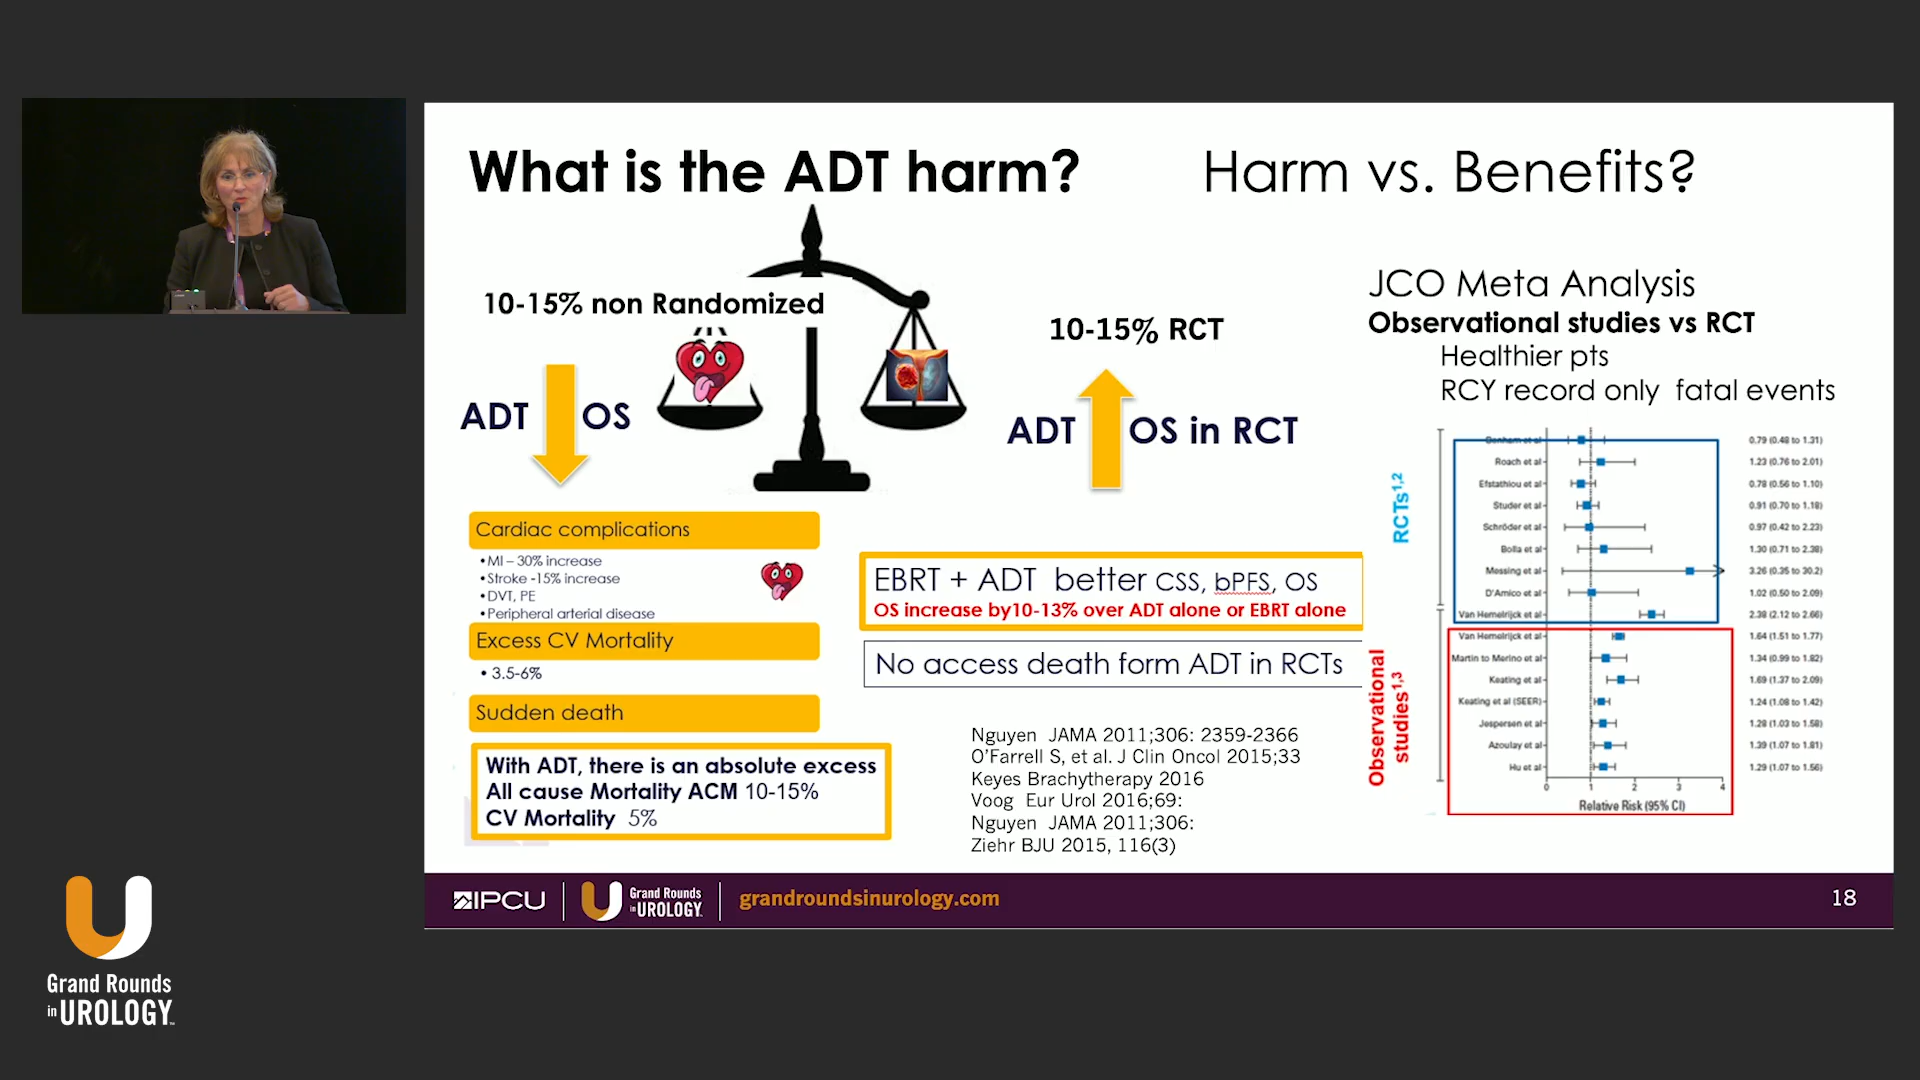 What is the ADT harm?
Harm vs. Benefits?
10-15% non Randomized
ADT
OS
10-15% RCT
ADT
OS in RCT
Cardiac complications
•MI – 30% increase
•Stroke -15% increase
•DVT, PE
•Peripheral arterial disease
Excess CV Mortality
• 3.5-6%
Sudden death
With ADT, there is an absolute excess
All cause Mortality ACM 10-15%
CV Mortality 5%
EBRT + ADT better CSS, bPFS, OS
OS increase by10-13% over ADT alone or EBRT alone
No access death form ADT in RCTs
Nguyen JAMA 2011;306: 2359-2366
O'Farrell S, et al. J Clin Oncol 2015;33
Keyes Brachytherapy 2016
Voog Eur Urol 2016;69:
Nguyen JAMA 2011;306:
Ziehr BJU 2015, 116(3)
JCO Meta Analysis
Observational studies vs RCT
Healthier pts
RCY record only fatal events
RCTs1,2
Observational
studies1,3
Denham et al 0.79 (0.48 to 1.31)
Roach et al 1.23 (0.76 to 2.01)
Efstathiou et al 0.78 (0.56 to 1.10)
Studer et al 0.91 (0.70 to 1.18)
Schröder et al 0.97 (0.42 to 2.23)
Bolla et al 1.30 (0.71 to 2.38)
Messing et al 3.26 (0.35 to 30.2)
D'Amico et al 1.02 (0.50 to 2.09)
Van Hemelrijck et al 2.38 (2.12 to 2.66)
Van Hemelrijck et al 1.64 (1.51 to 1.77)
Martin to Merino et al 1.34 (0.99 to 1.82)
Keating et al 1.69 (1.37 to 2.09)
Keating et al (SEER) 1.24 (1.08 to 1.42)
Jespersen et al 1.28 (1.03 to 1.58)
Azoulay et al 1.39 (1.07 to 1.81)
Hu et al 1.29 (1.07 to 1.56)
0 1 2 3 4
Relative Risk (95% CI)
IPCU
Grand Rounds
in UROLOGY
grandroundsinurology.com
18
Grand Rounds
in UROLOGY